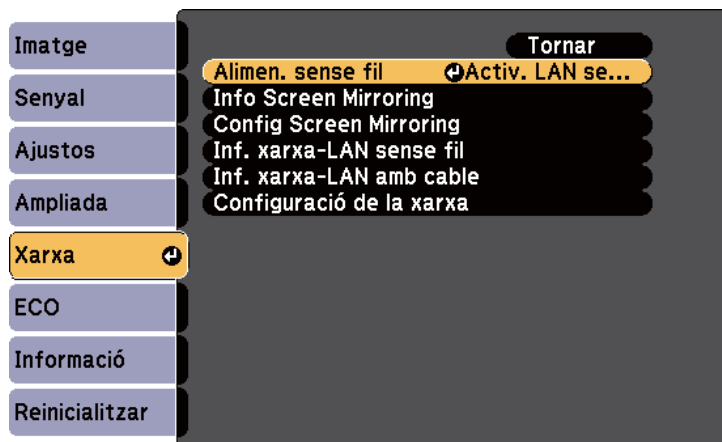 Imatge
Senyal
Ajustos
Ampliada
Xarxa
ECO
Informació
Reinicialitzar
Tornar
Alimen. sense fil Activ. LAN se...
Info Screen Mirroring
Config Screen Mirroring
Inf. xarxa-LAN sense fil
Inf. xarxa-LAN amb cable
Configuració de la xarxa